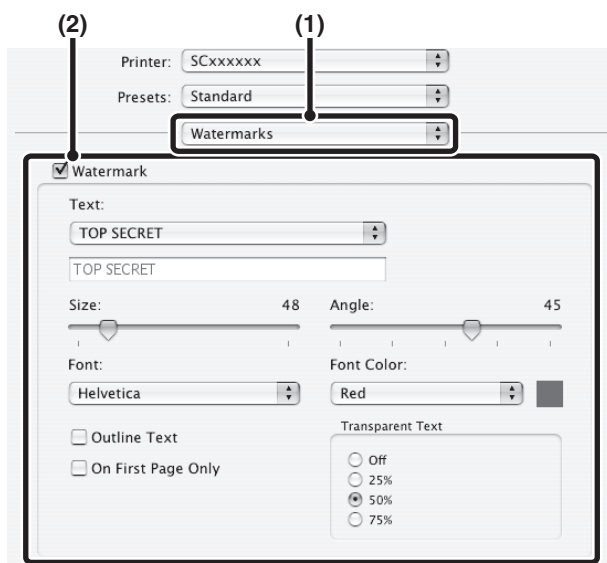 (2) (1)
Printer: SCxxxxxx
Presets: Standard
Watermarks
Watermark
Text:
TOP SECRET
TOP SECRET
Size: 48 Angle: 45
Font: Font Color:
Helvetica Red
Outline Text Transparent Text
On First Page Only Off
25%
50%
75%